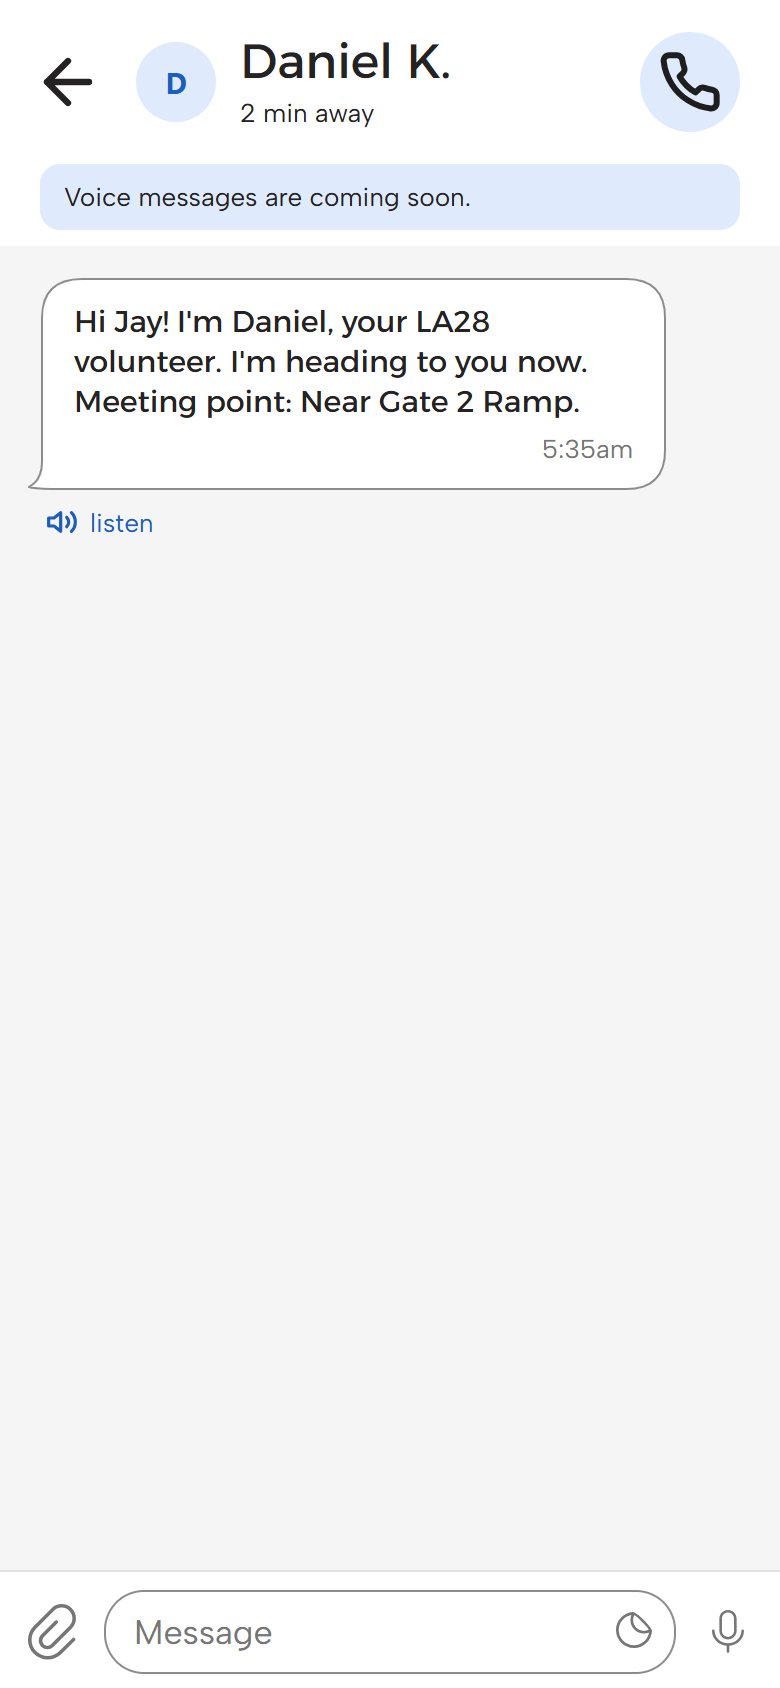 Daniel K.
D
2 min away
Voice messages are coming soon.
Hi Jay! I'm Daniel, your LA28
volunteer. I'm heading to you now.
Meeting point: Near Gate 2 Ramp.
5:35am
listen
Message